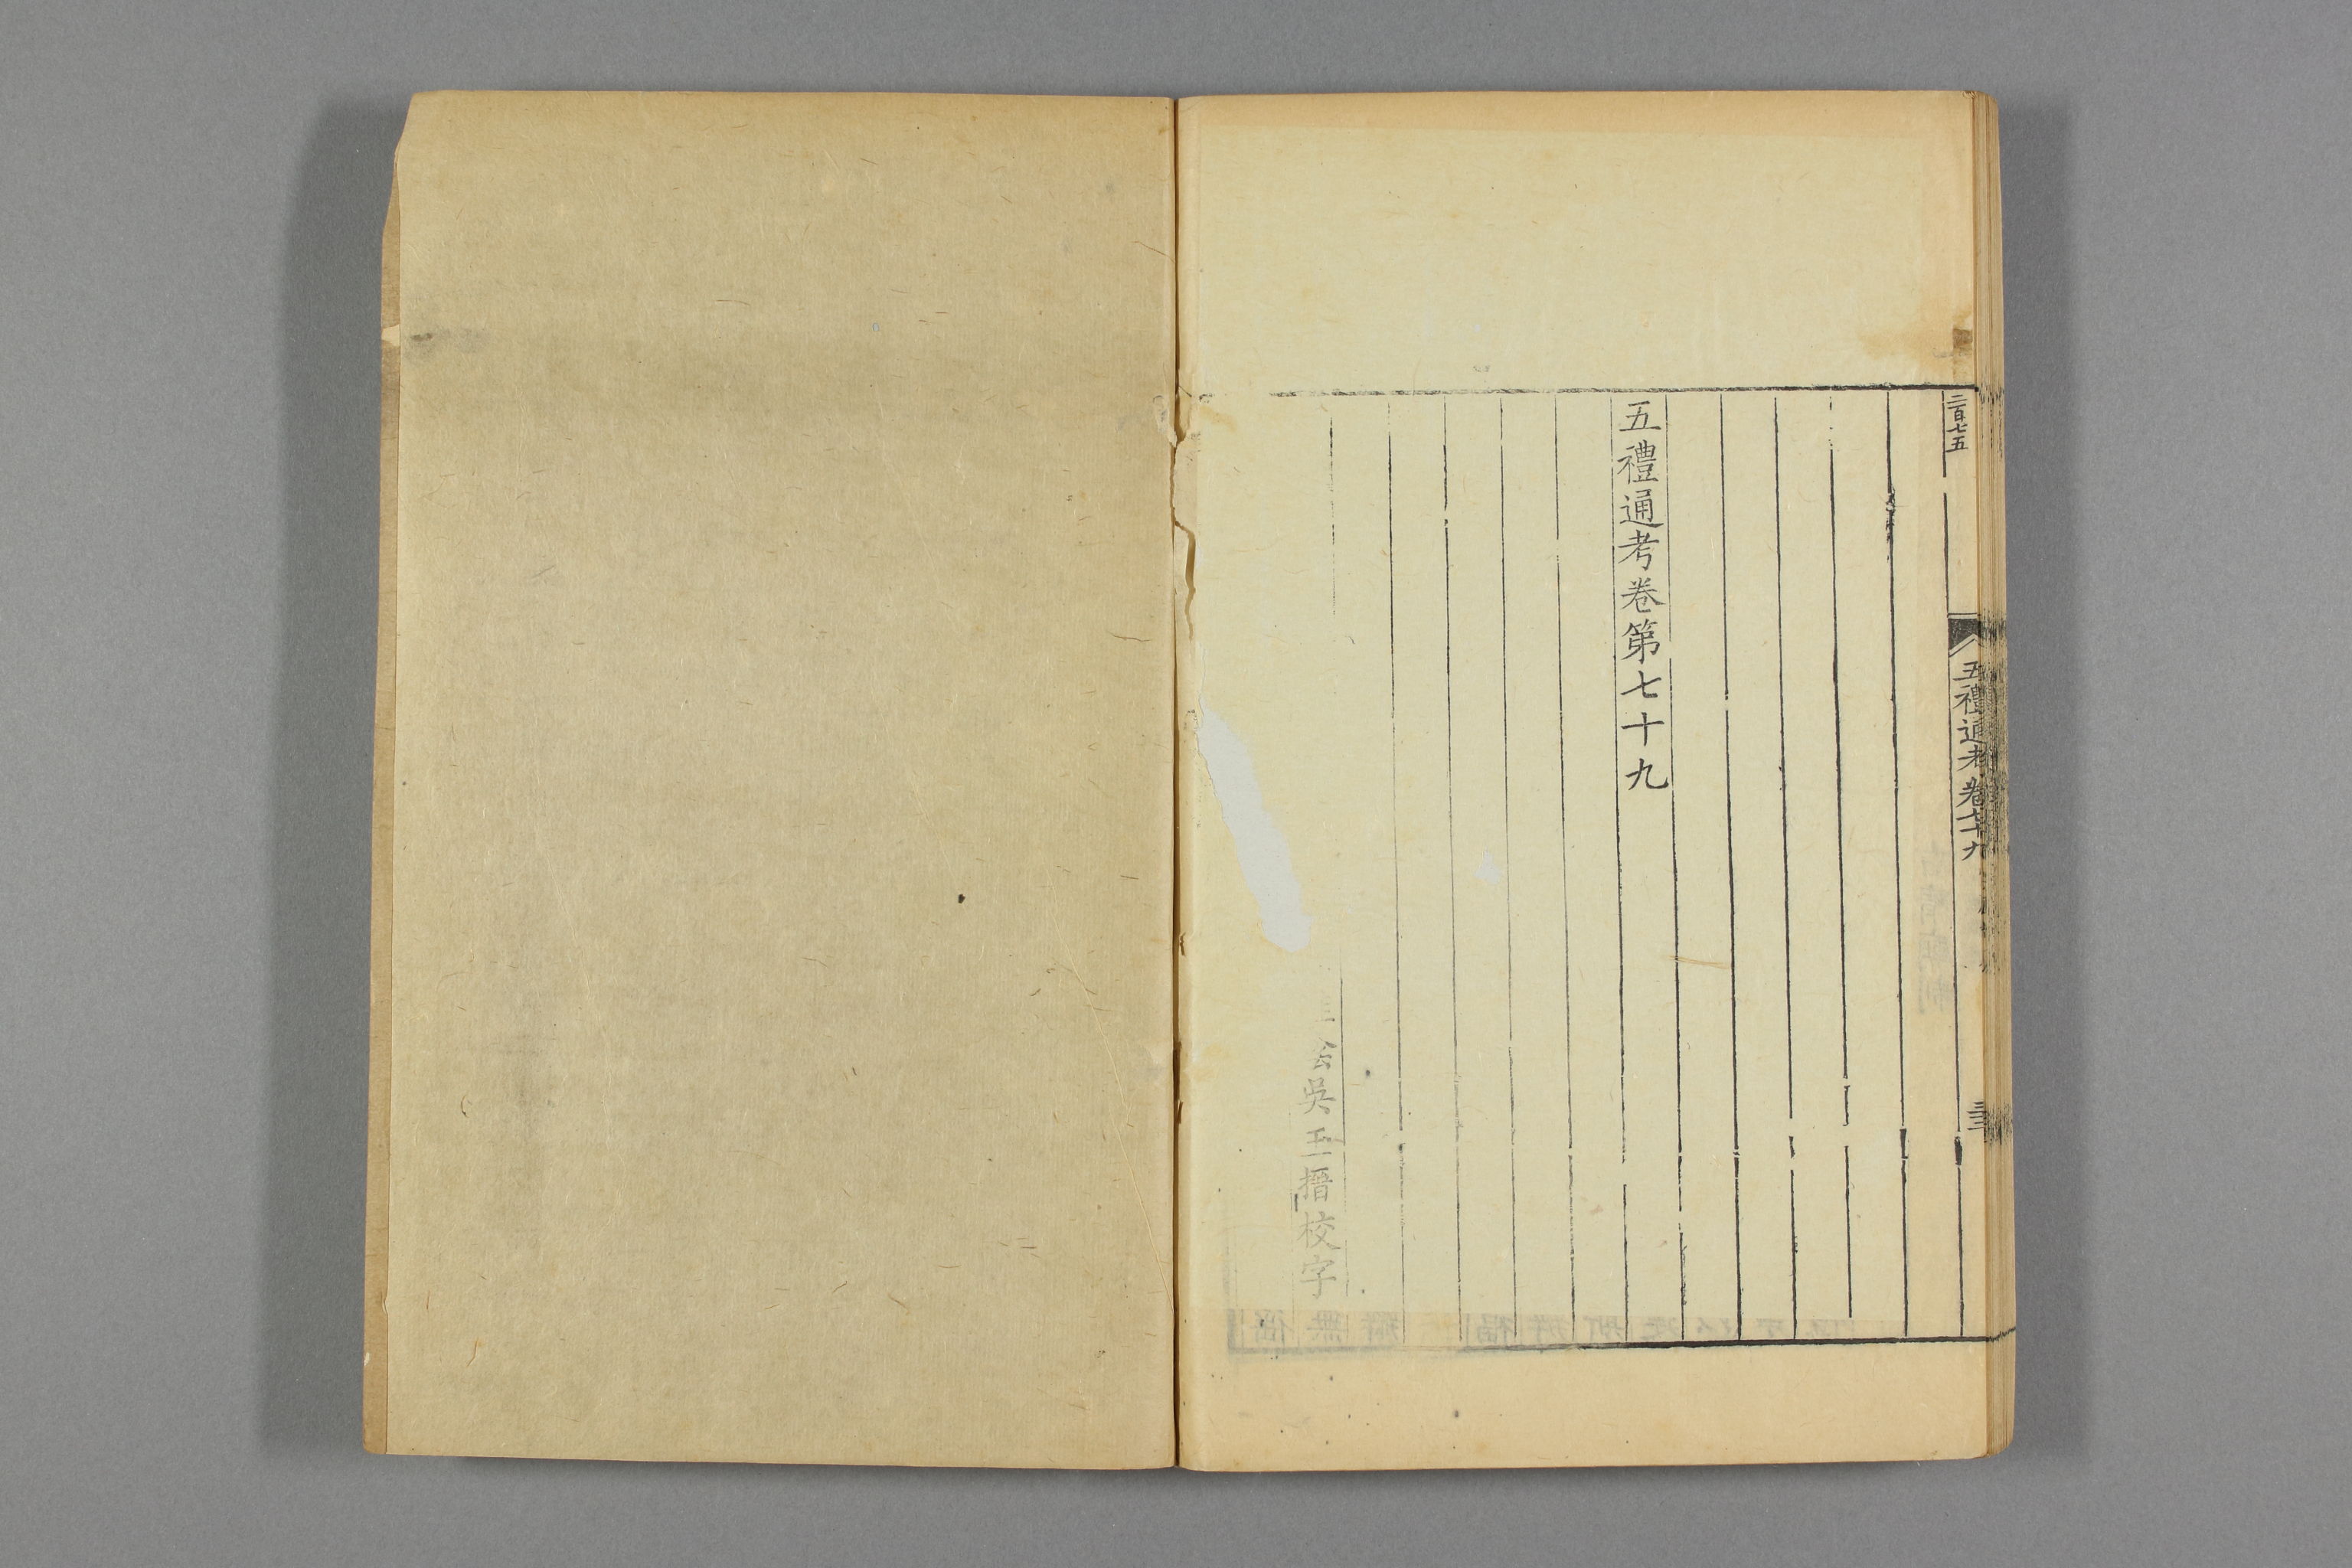 二百七五
五禮通考卷七十九
五禮通考卷第七十九
吳玉搢校字